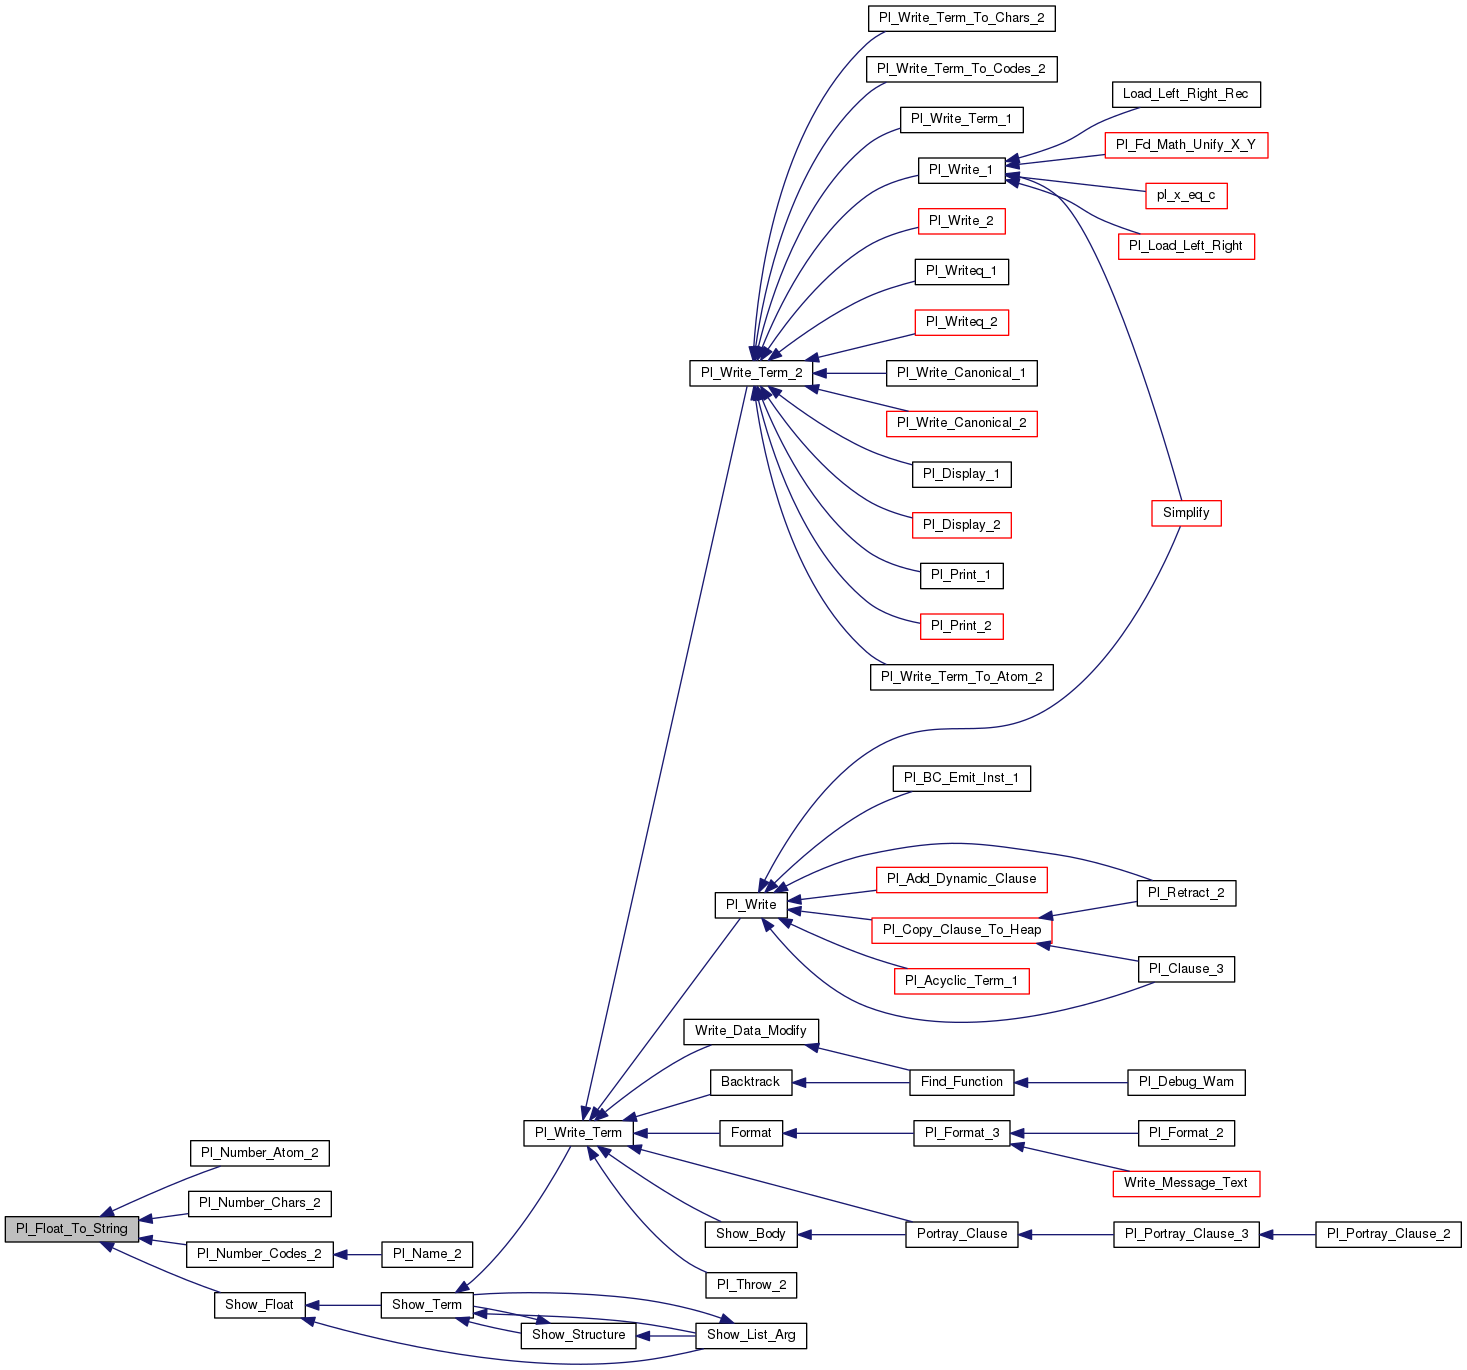 Pl_Write_Term_To_Chars_2
Pl_Write_Term_To_Codes_2
Load_Left_Right_Rec
Pl_Write_Term_1
Pl_Fd_Math_Unify_X_Y
Pl_Write_1
pl_x_eq_c
Pl_Write_2
Pl_Load_Left_Right
Pl_Writeq_1
Pl_Writeq_2
Pl_Write_Term_2
Pl_Write_Canonical_1
Pl_Write_Canonical_2
Pl_Display_1
Simplify
Pl_Display_2
Pl_Print_1
Pl_Print_2
Pl_Write_Term_To_Atom_2
Pl_BC_Emit_Inst_1
Pl_Add_Dynamic_Clause
Pl_Retract_2
Pl_Write
Pl_Copy_Clause_To_Heap
Pl_Clause_3
Pl_Acyclic_Term_1
Write_Data_Modify
Backtrack
Find_Function
Pl_Debug_Wam
Pl_Write_Term
Format
Pl_Format_3
Pl_Format_2
Pl_Number_Atom_2
Write_Message_Text
Pl_Number_Chars_2
Pl_Float_To_String
Show_Body
Portray_Clause
Pl_Portray_Clause_3
Pl_Portray_Clause_2
Pl_Number_Codes_2
Pl_Name_2
Pl_Throw_2
Show_Float
Show_Term
Show_Structure
Show_List_Arg